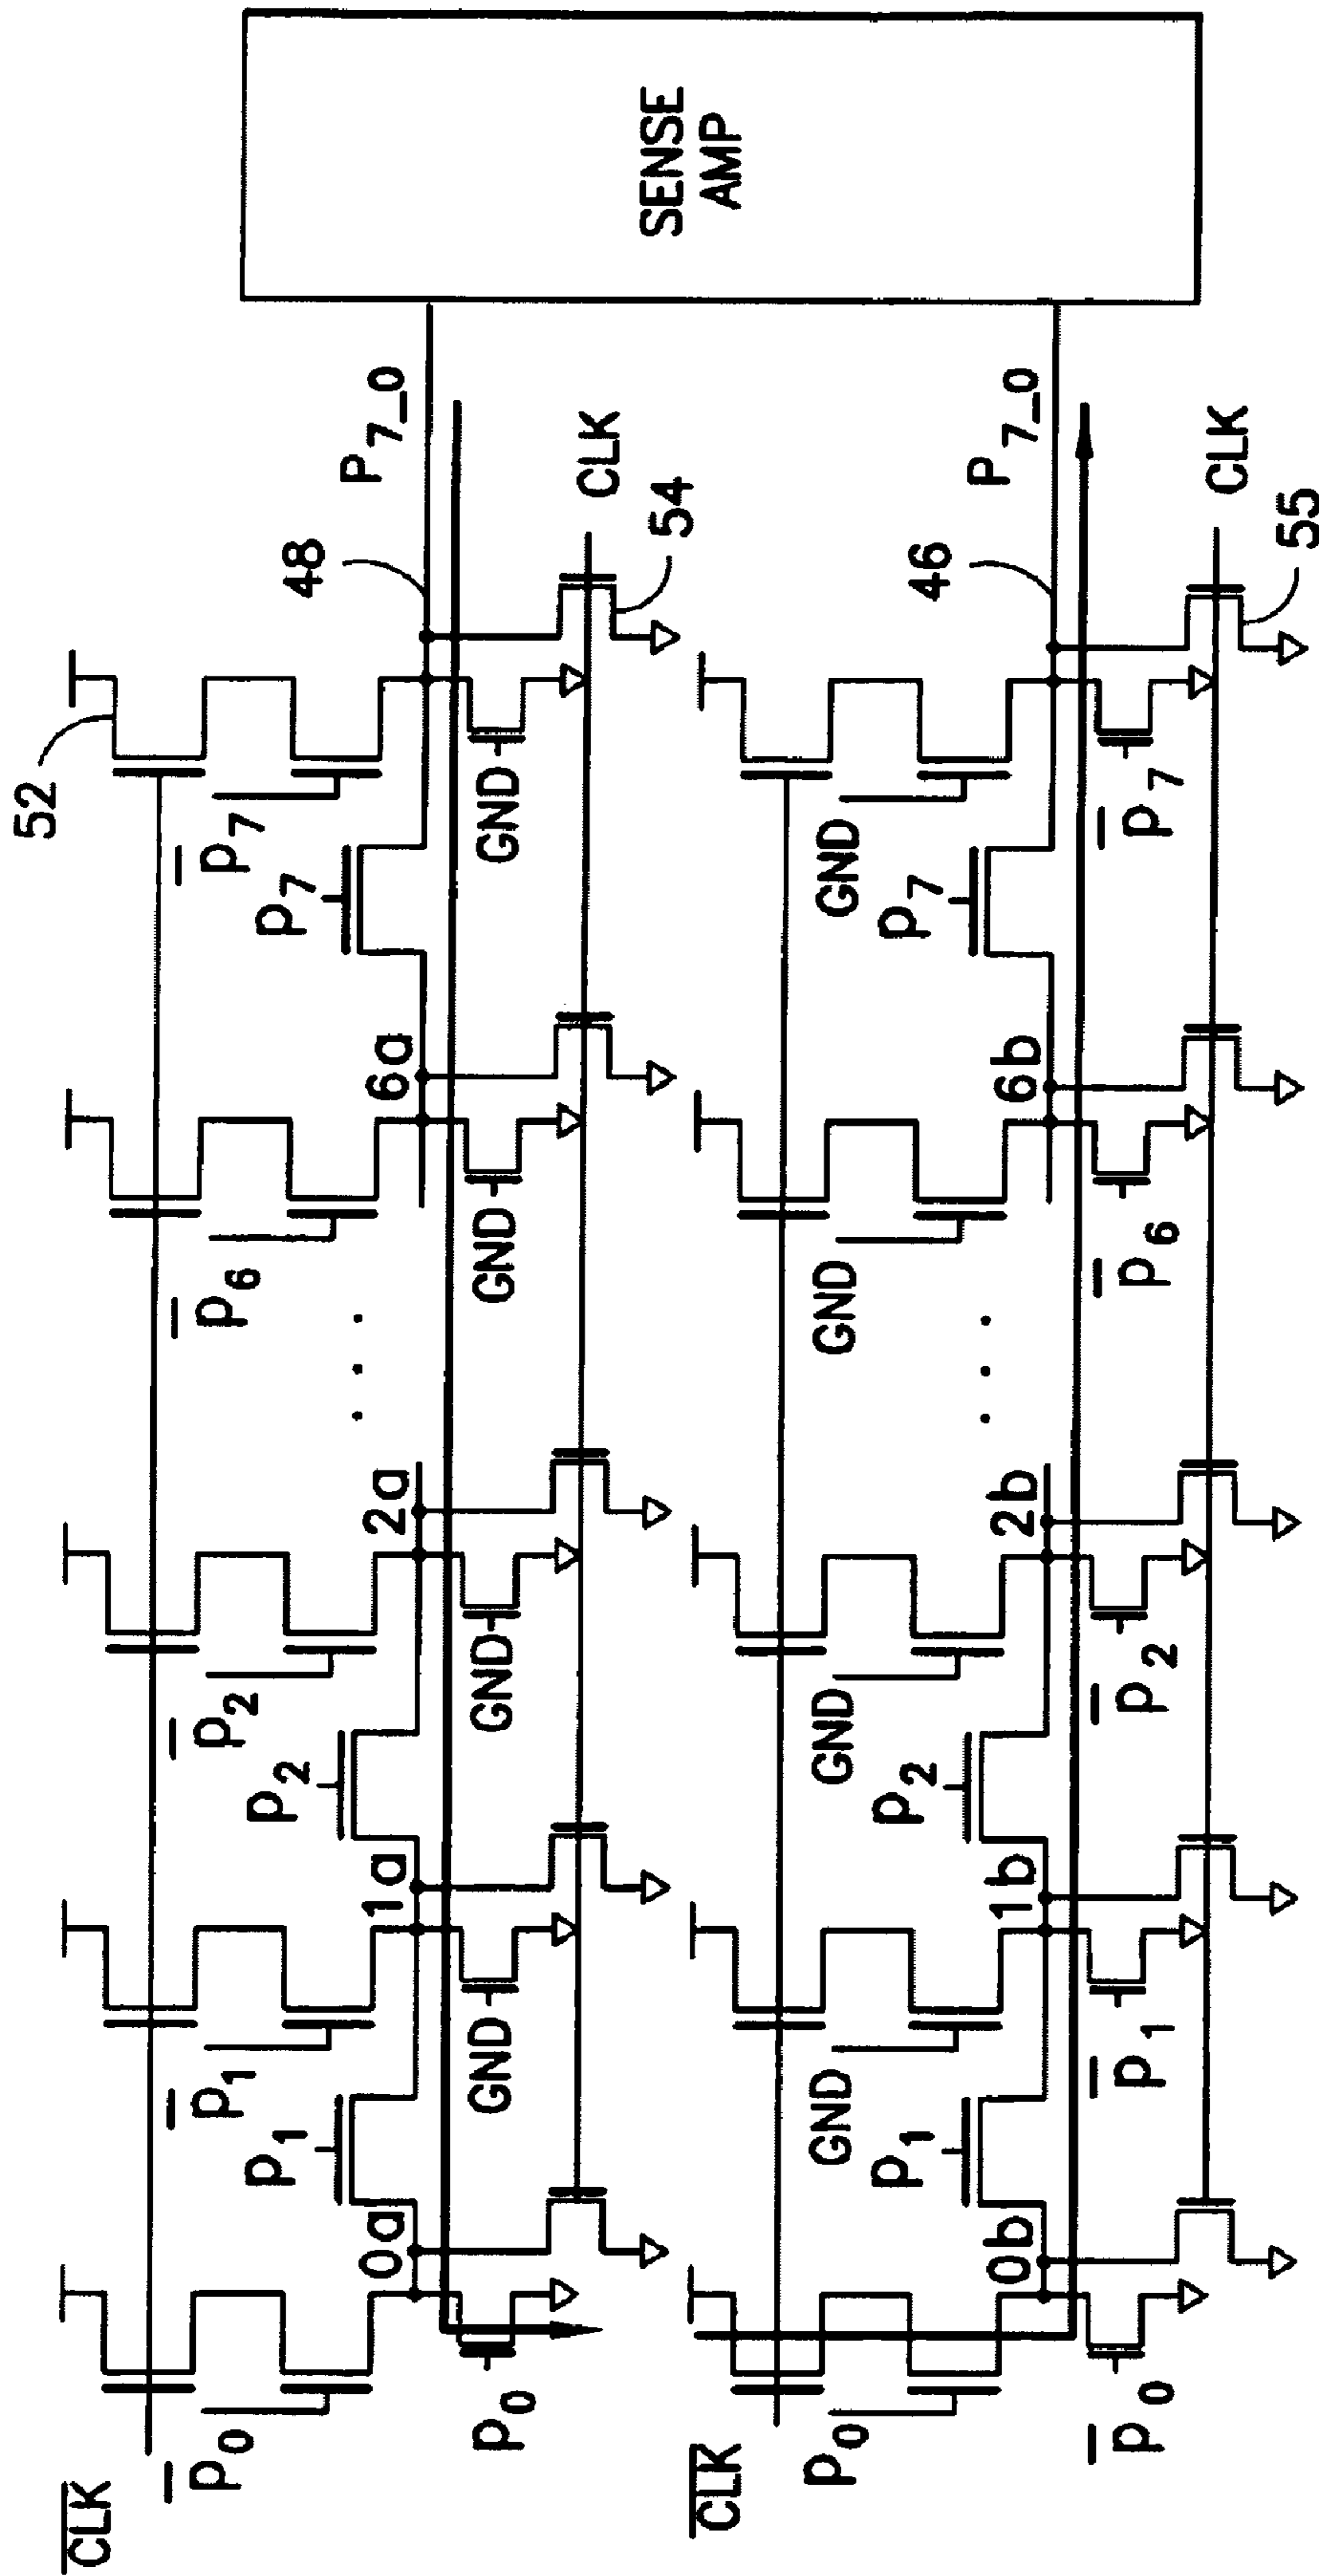 52
C̅L̅K̅
p̄0 p̄1 p̄2 p̄6 p̄7
p1 p2 . . . p7
48
P7_0
0a 1a 2a 6a
p0 GND GND GND GND
CLK
54
SENSE
AMP
C̅L̅K̅
p0 GND GND GND GND
p1 p2 . . . p7
46
P7_0
0b 1b 2b 6b
p̄0 p̄1 p̄2 p̄6 p̄7
CLK
55